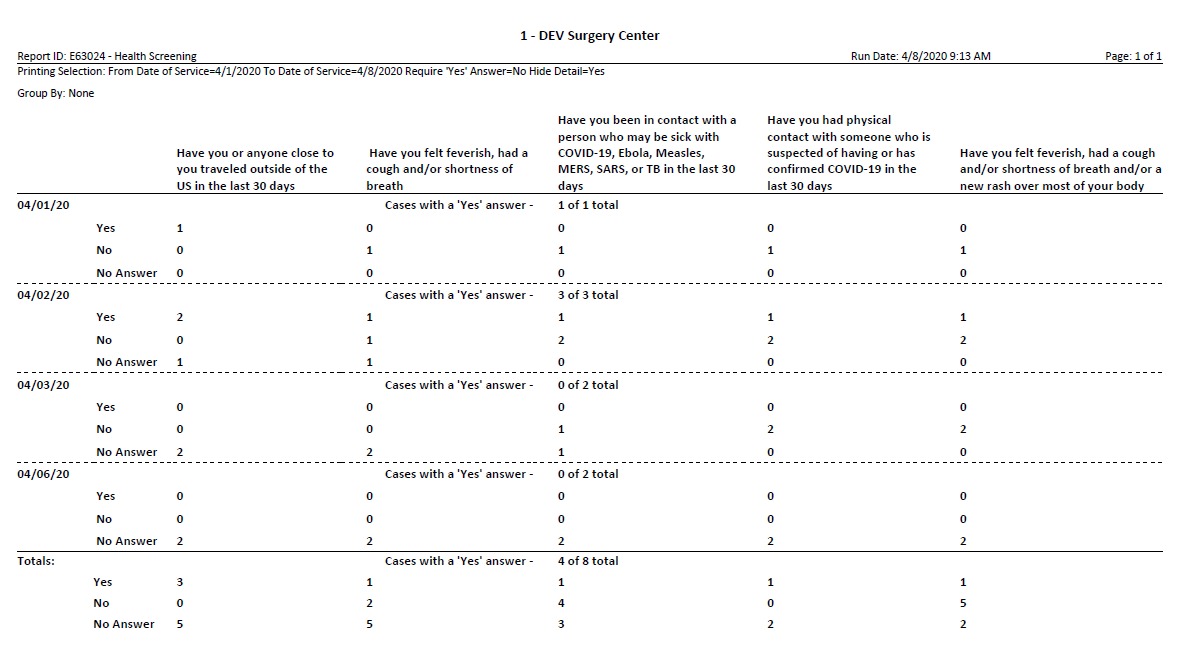 1 - DEV Surgery Center
Report ID: E63024 - Health Screening Run Date: 4/8/2020 9:13 AM Page: 1 of 1
Printing Selection: From Date of Service=4/1/2020 To Date of Service=4/8/2020 Require 'Yes' Answer=No Hide Detail=Yes
Group By: None
Have you or anyone close to
you traveled outside of the
US in the last 30 days
Have you felt feverish, had a
cough and/or shortness of
breath
Have you been in contact with a
person who may be sick with
COVID-19, Ebola, Measles,
MERS, SARS, or TB in the last 30
days
Have you had physical
contact with someone who is
suspected of having or has
confirmed COVID-19 in the
last 30 days
Have you felt feverish, had a cough
and/or shortness of breath and/or a
new rash over most of your body
04/01/20 Cases with a 'Yes' answer - 1 of 1 total
Yes 1 0 0 0 0
No 0 1 1 1 1
No Answer 0 0 0 0 0
04/02/20 Cases with a 'Yes' answer - 3 of 3 total
Yes 2 1 1 1 1
No 0 1 2 2 2
No Answer 1 1 0 0 0
04/03/20 Cases with a 'Yes' answer - 0 of 2 total
Yes 0 0 0 0 0
No 0 0 1 2 2
No Answer 2 2 1 0 0
04/06/20 Cases with a 'Yes' answer - 0 of 2 total
Yes 0 0 0 0 0
No 0 0 0 0 0
No Answer 2 2 2 2 2
Totals: Cases with a 'Yes' answer - 4 of 8 total
Yes 3 1 1 1 1
No 0 2 4 0 5
No Answer 5 5 3 2 2